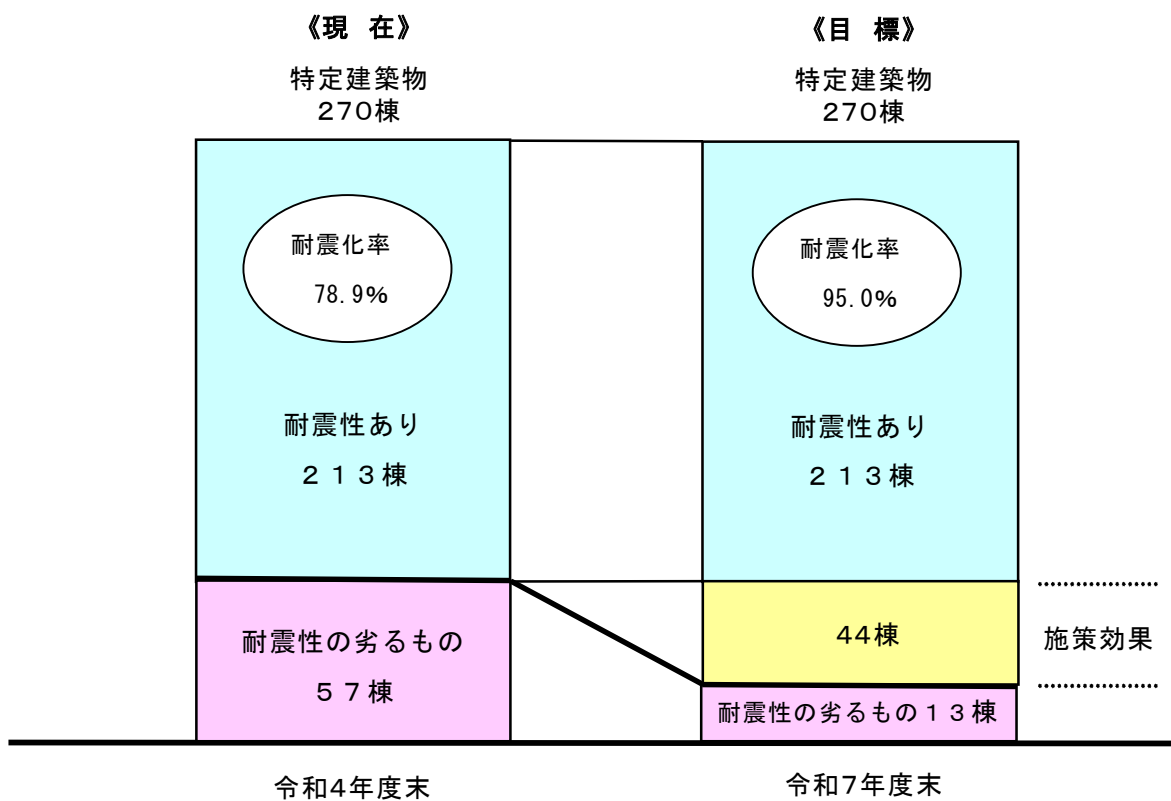 《現 在》
特定建築物
270棟
耐震化率
78.9%
耐震性あり
２１３棟
耐震性の劣るもの
５７棟
令和4年度末
《目 標》
特定建築物
270棟
耐震化率
95.0%
耐震性あり
２１３棟
44棟
施策効果
耐震性の劣るもの１３棟
令和7年度末